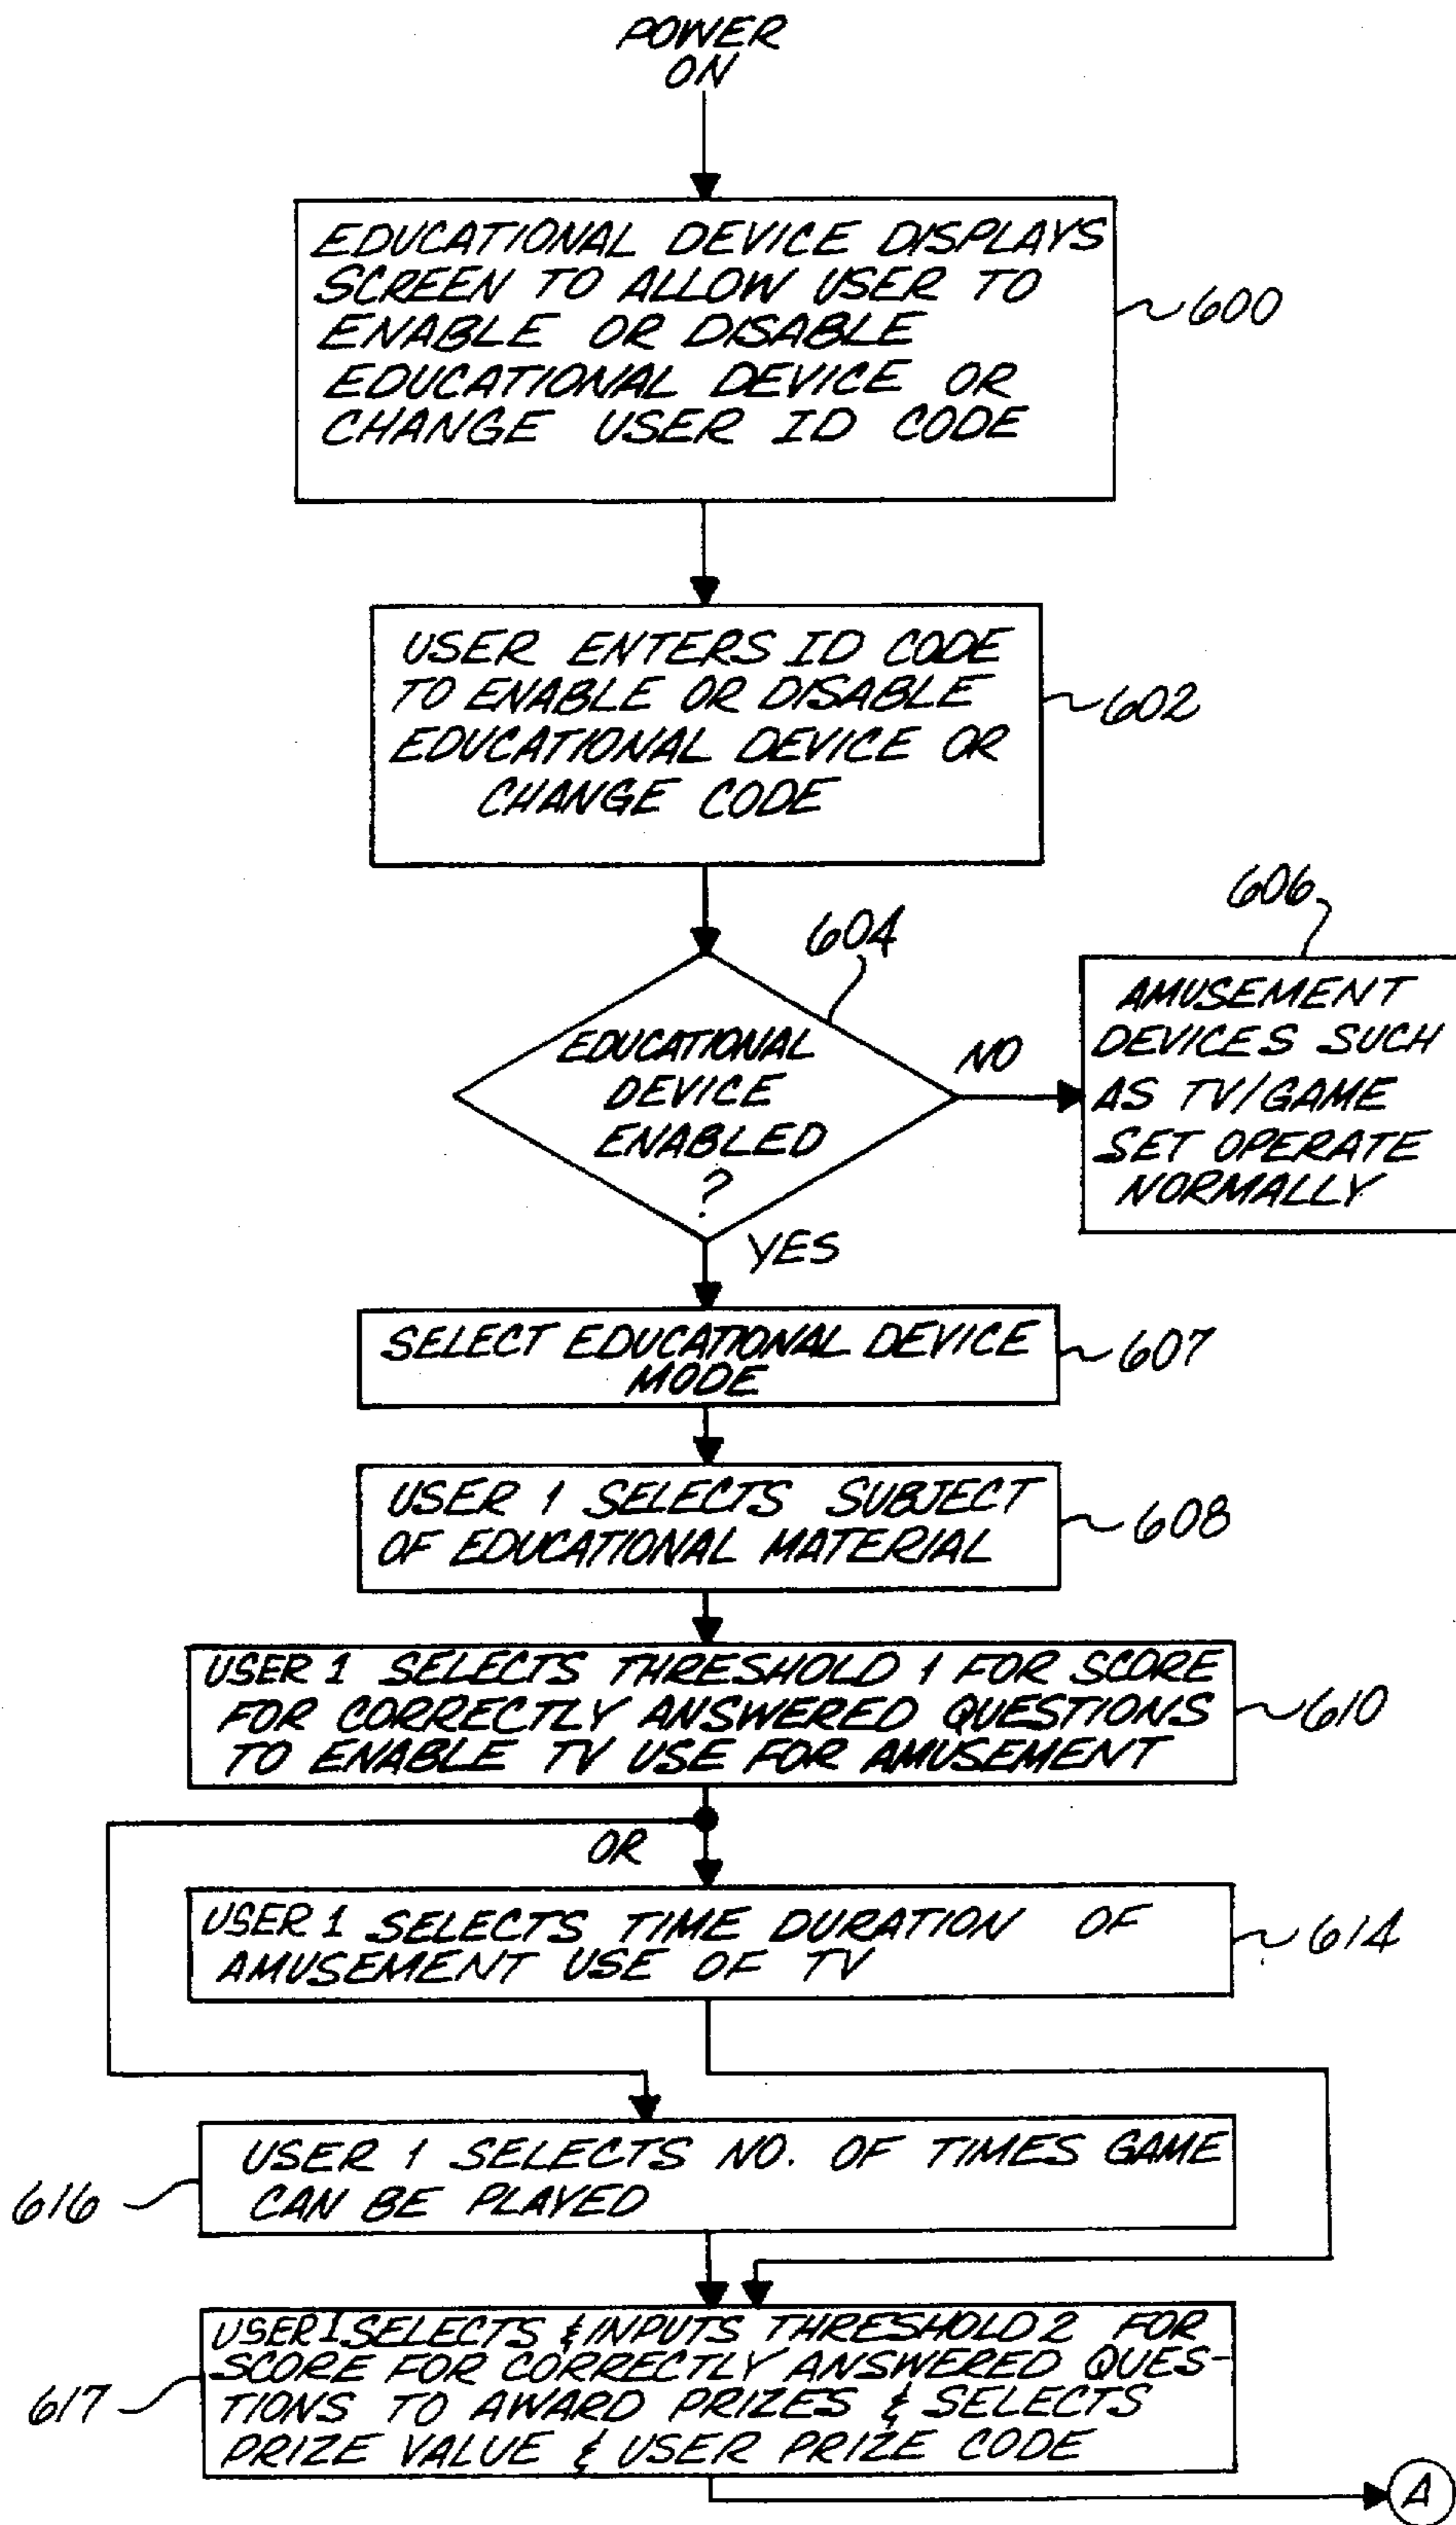 POWER
ON
EDUCATIONAL DEVICE DISPLAYS
SCREEN TO ALLOW USER TO
ENABLE OR DISABLE
EDUCATIONAL DEVICE OR
CHANGE USER ID CODE
600
USER ENTERS ID CODE
TO ENABLE OR DISABLE
EDUCATIONAL DEVICE OR
CHANGE CODE
602
604
EDUCATIONAL
DEVICE
ENABLED
?
NO
606
AMUSEMENT
DEVICES SUCH
AS TV/GAME
SET OPERATE
NORMALLY
YES
SELECT EDUCATIONAL DEVICE
MODE
607
USER 1 SELECTS SUBJECT
OF EDUCATIONAL MATERIAL
608
USER 1 SELECTS THRESHOLD 1 FOR SCORE
FOR CORRECTLY ANSWERED QUESTIONS
TO ENABLE TV USE FOR AMUSEMENT
610
OR
USER 1 SELECTS TIME DURATION OF
AMUSEMENT USE OF TV
614
USER 1 SELECTS NO. OF TIMES GAME
CAN BE PLAYED
616
USER 1 SELECTS & INPUTS THRESHOLD 2 FOR
SCORE FOR CORRECTLY ANSWERED QUES-
TIONS TO AWARD PRIZES & SELECTS
PRIZE VALUE & USER PRIZE CODE
617
A